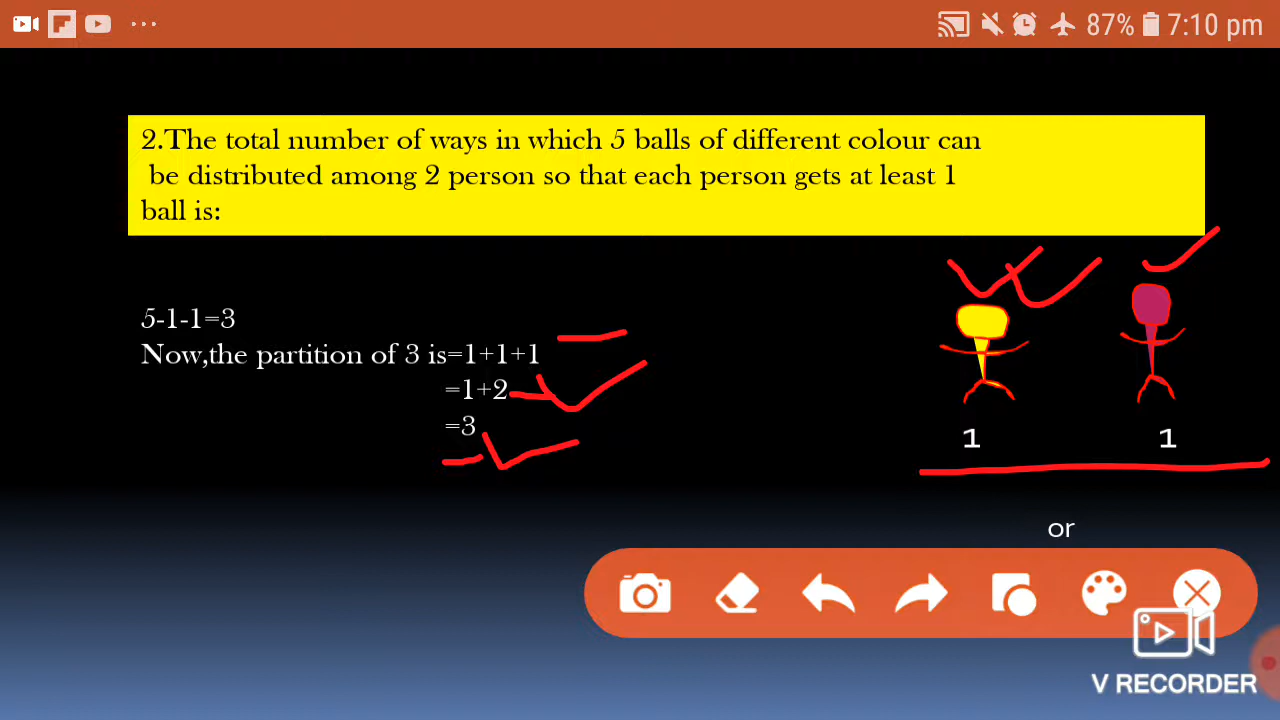 87% 7:10 pm
2.The total number of ways in which 5 balls of different colour can
be distributed among 2 person so that each person gets at least 1
ball is:
5-1-1=3
Now,the partition of 3 is=1+1+1
=1+2
=3
1 1
or
V RECORDER